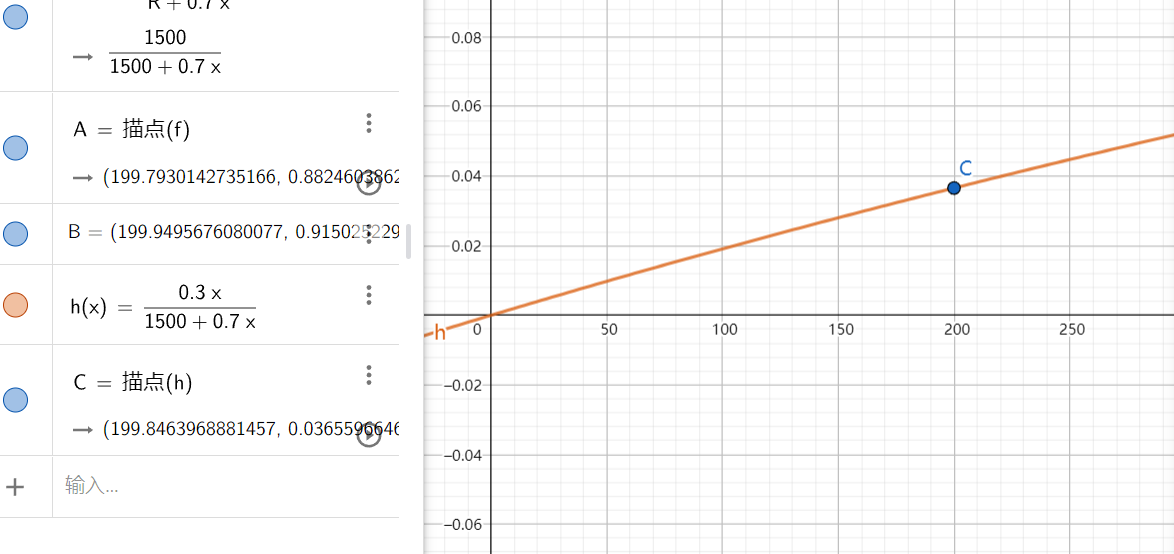 R + 0.7 x
1500
→ 1500 + 0.7 x
A = 描点(f)
→ (199.7930142735166, 0.8824603862
B = (199.9495676080077, 0.915025229
h(x) = 0.3 x
1500 + 0.7 x
C = 描点(h)
→ (199.8463968881457, 0.0365596646
+ 输入...
0.08
0.06
0.04
0.02
0
50
100
150
200
250
−0.02
−0.04
−0.06
C
h